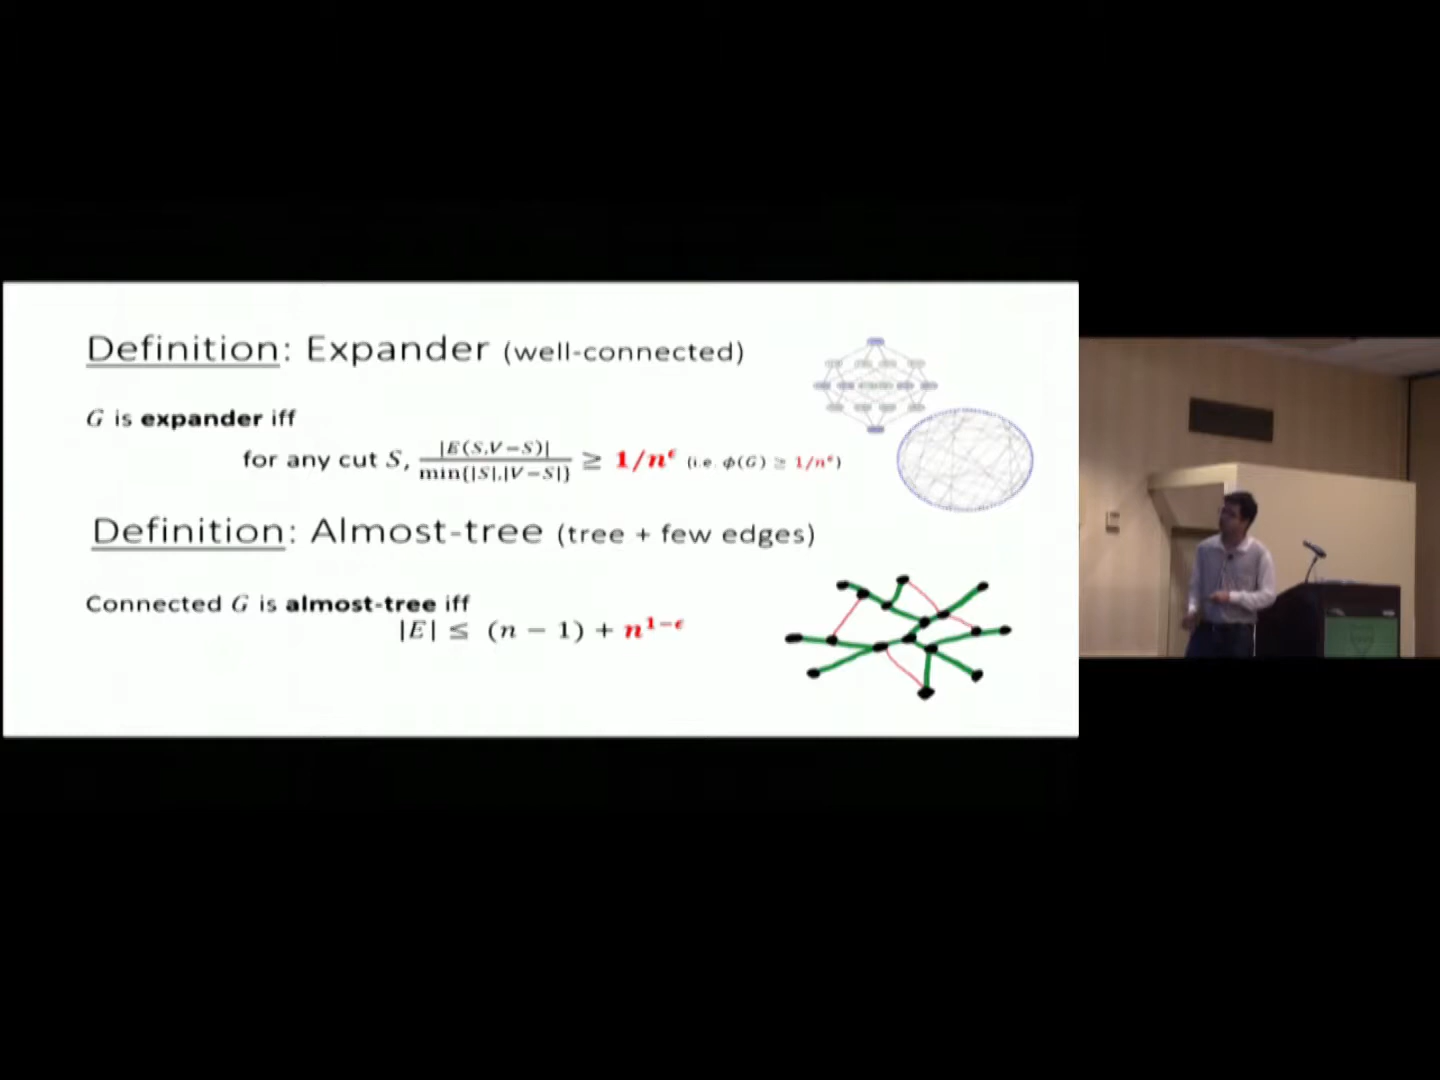 Definition: Expander (well-connected)
G is expander iff
for any cut S, |E(S,V−S)| / min{|S|,|V−S|} ≥ 1/n^ϵ (i.e. ϕ(G) ≥ 1/n^ϵ)
Definition: Almost-tree (tree + few edges)
Connected G is almost-tree iff
|E| ≤ (n − 1) + n^{1−ϵ}